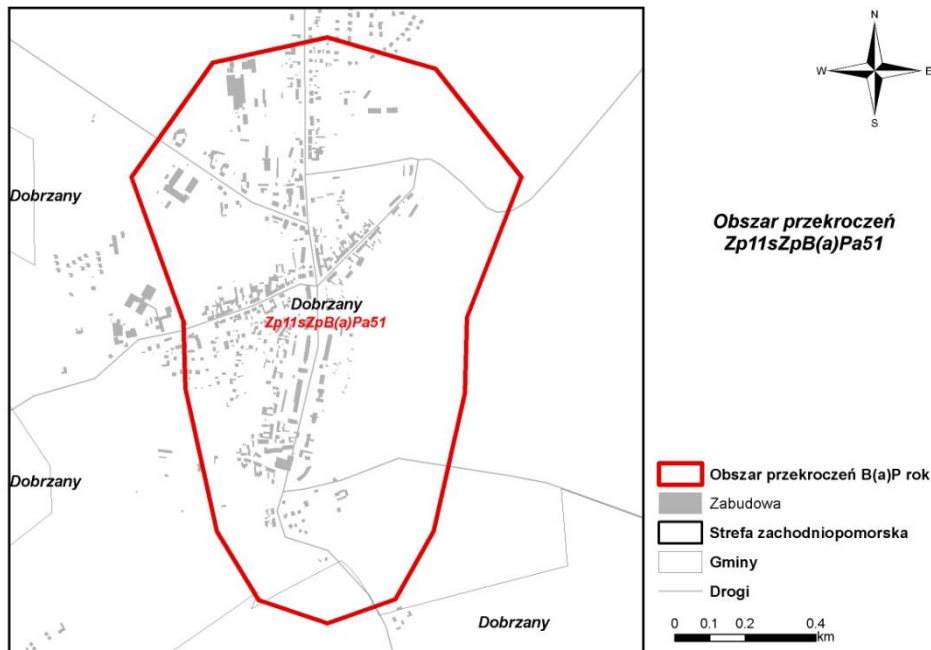 N
W E
S
Dobrzany
Obszar przekroczeń
Zp11sZpB(a)Pa51
Dobrzany
Zp11sZpB(a)Pa51
Dobrzany
Dobrzany
Obszar przekroczeń B(a)P rok
Zabudowa
Strefa zachodniopomorska
Gminy
Drogi
0 0.1 0.2 0.4
km